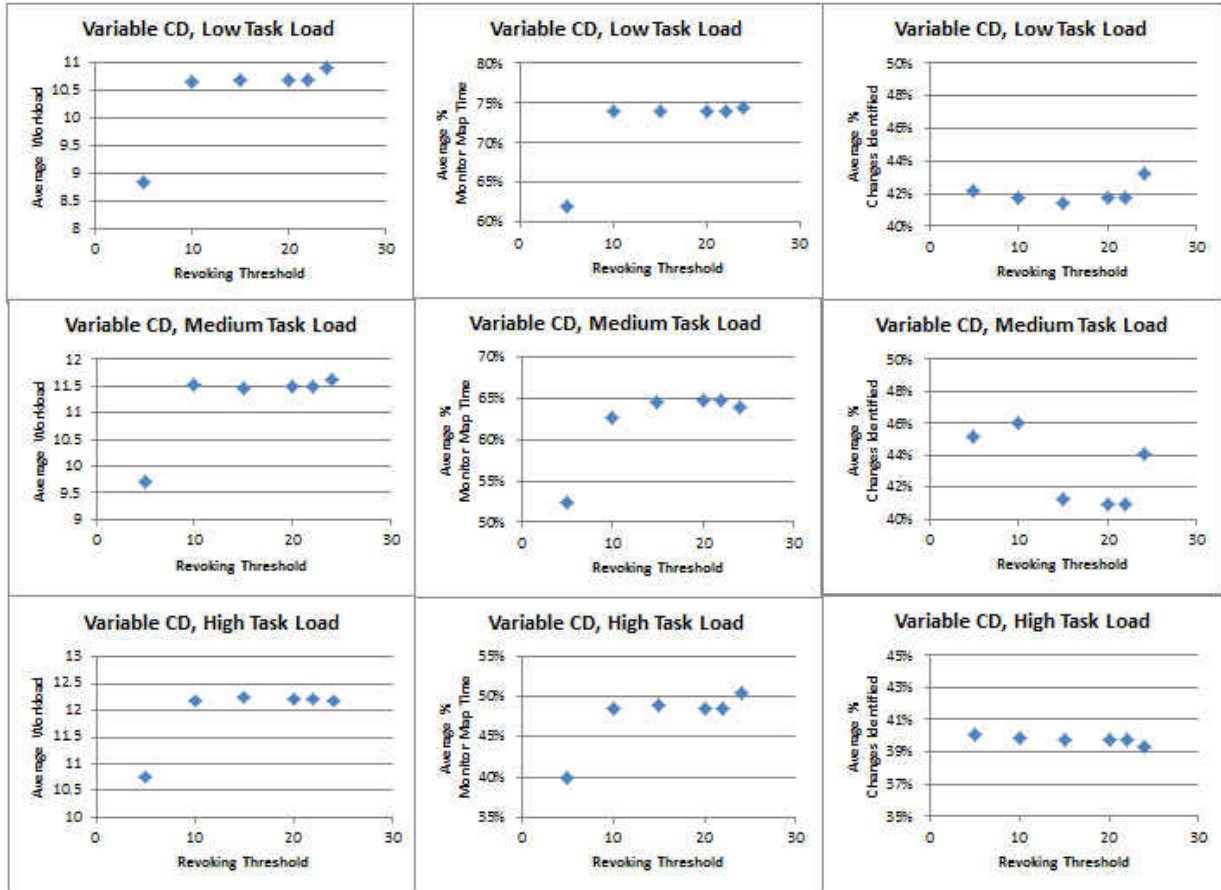 Variable CD, Low Task Load
Average Workload
11
10.5
10
9.5
9
8.5
8
0 10 20 30
Revoking Threshold
Variable CD, Low Task Load
Average %
Monitor Map Time
80%
75%
70%
65%
60%
0 10 20 30
Revoking Threshold
Variable CD, Low Task Load
Average %
Changes Identified
50%
48%
46%
44%
42%
40%
0 10 20 30
Revoking Threshold
Variable CD, Medium Task Load
Average Workload
12
11.5
11
10.5
10
9.5
9
0 10 20 30
Revoking Threshold
Variable CD, Medium Task Load
Average %
Monitor Map Time
70%
65%
60%
55%
50%
0 10 20 30
Revoking Threshold
Variable CD, Medium Task Load
Average %
Changes Identified
50%
48%
46%
44%
42%
40%
0 10 20 30
Revoking Threshold
Variable CD, High Task Load
Average Workload
13
12.5
12
11.5
11
10.5
10
0 10 20 30
Revoking Threshold
Variable CD, High Task Load
Average %
Monitor Map Time
55%
50%
45%
40%
35%
0 10 20 30
Revoking Threshold
Variable CD, High Task Load
Average %
Changes Identified
45%
43%
41%
39%
37%
35%
0 10 20 30
Revoking Threshold